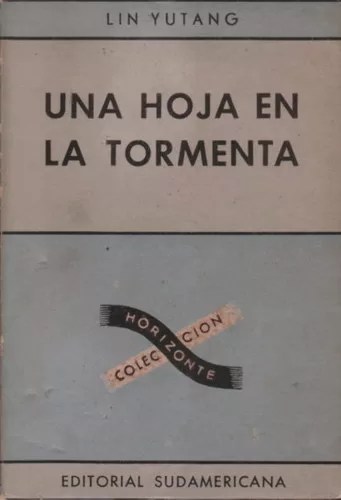 LIN YUTANG
UNA HOJA EN
LA TORMENTA
HORIZONTE
COLECCION
EDITORIAL SUDAMERICANA